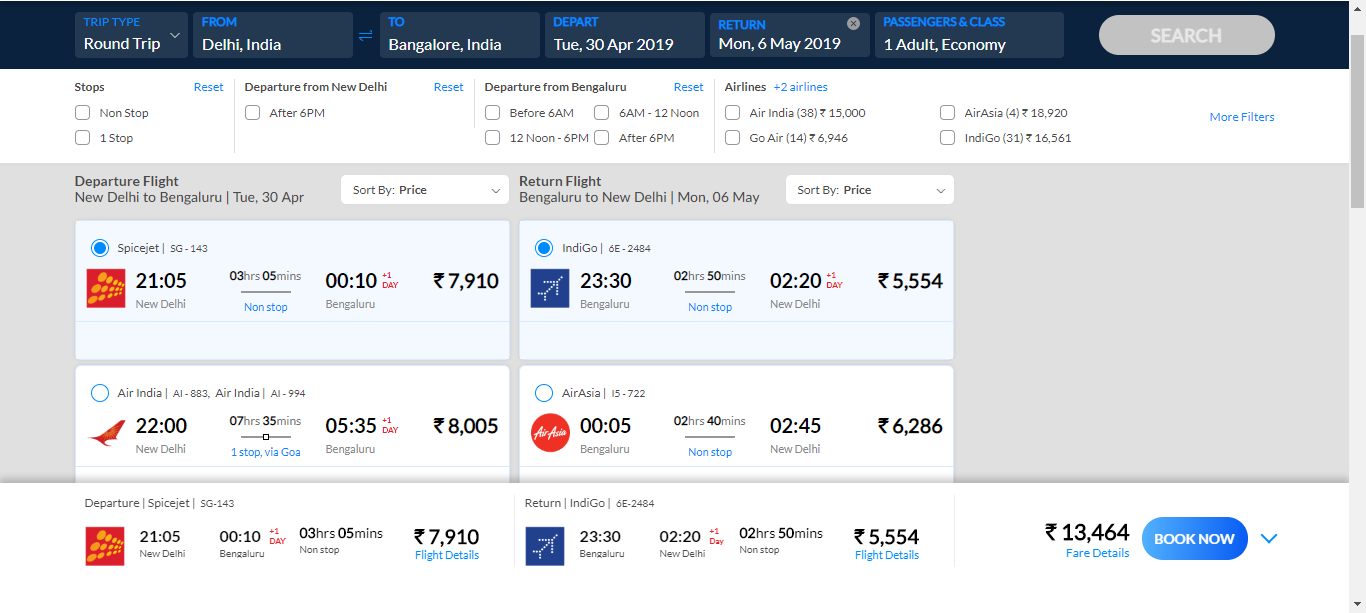 TRIP TYPE FROM TO DEPART RETURN PASSENGERS & CLASS
Round Trip Delhi, India Bangalore, India Tue, 30 Apr 2019 Mon, 6 May 2019 1 Adult, Economy SEARCH
Stops Reset Departure from New Delhi Reset Departure from Bengaluru Reset Airlines +2 airlines
Non Stop After 6PM Before 6AM 6AM - 12 Noon Air India (38) ₹ 15,000 AirAsia (4) ₹ 18,920
More Filters
1 Stop 12 Noon - 6PM After 6PM Go Air (14) ₹ 6,946 IndiGo (31) ₹ 16,561
Departure Flight
New Delhi to Bengaluru | Tue, 30 Apr
Sort By: Price
Return Flight
Bengaluru to New Delhi | Mon, 06 May
Sort By: Price
Spicejet | SG - 143
21:05 03hrs 05mins 00:10 +1 DAY ₹ 7,910
New Delhi Non stop Bengaluru
IndiGo | 6E - 2484
23:30 02hrs 50mins 02:20 +1 DAY ₹ 5,554
Bengaluru Non stop New Delhi
Air India | AI - 883, Air India | AI - 994
22:00 07hrs 35mins 05:35 +1 DAY ₹ 8,005
New Delhi 1 stop, via Goa Bengaluru
AirAsia | I5 - 722
AirAsia
00:05 02hrs 40mins 02:45 ₹ 6,286
Bengaluru Non stop New Delhi
Departure | Spicejet | SG-143
21:05 00:10 +1 DAY 03hrs 05mins ₹ 7,910
New Delhi Bengaluru Non stop Flight Details
Return | IndiGo | 6E-2484
23:30 02:20 +1 Day 02hrs 50mins ₹ 5,554
Bengaluru New Delhi Non stop Flight Details
₹ 13,464
Fare Details
BOOK NOW